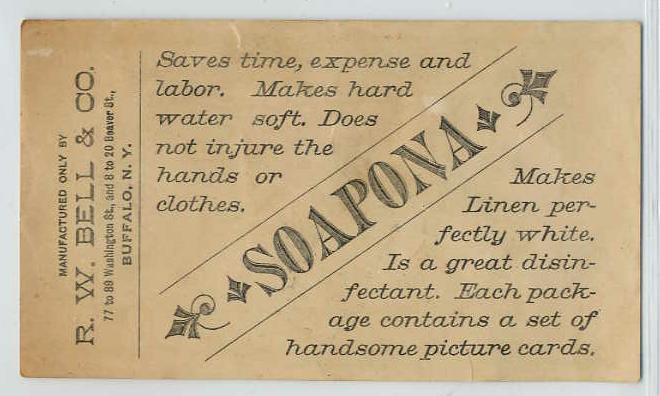 MANUFACTURED ONLY BY
R. W. BELL & CO.
77 to 89 Washington St., and 8 to 20 Beaver St.,
BUFFALO, N. Y.
Saves time, expense and
labor. Makes hard
water soft. Does
not injure the
hands or
clothes.
SOAPONA
Makes
Linen per-
fectly white.
Is a great disin-
fectant. Each pack-
age contains a set of
handsome picture cards.